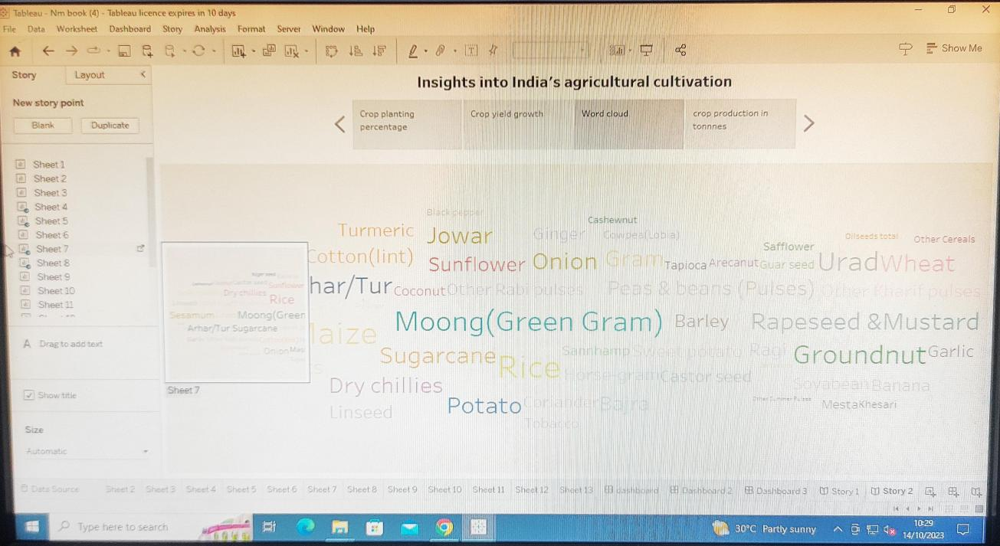 Tableau - Nm book (4) - Tableau licence expires in 10 days
File Data Worksheet Dashboard Story Analysis Format Server Window Help
Show Me
Story Layout
New story point
Blank Duplicate
Sheet 1
Sheet 2
Sheet 3
Sheet 4
Sheet 5
Sheet 6
Sheet 7
Sheet 8
Sheet 9
Sheet 10
Sheet 11
A Drag to add text
Show title
Size
Automatic
Insights into India's agricultural cultivation
Crop planting percentage
Crop yield growth
Word cloud
crop production in tonnnes
Black pepper
Cashewnut
Turmeric Jowar Ginger Cowpea(Lobia) Oilseeds total Other Cereals
Safflower
Cotton(lint) Sunflower Onion Gram Tapioca Arecanut Guar seed Urad Wheat
har/Tur Coconut Other Rabi pulses Peas & beans (Pulses) Other Kharif pulses
Moong(Green Gram) Barley Rapeseed &Mustard
laize
Sugarcane Rice Sannhamp Sweet potato Ragi Groundnut Garlic
Horse-gram Castor seed
Dry chillies Soyabean Banana
Linseed Potato Coriander Bajra Other Summer Pulses Mesta Khesari
Sunflower
Dry chillies Rice
Sesamum Moong(Green
Arhar/Tur Sugarcane
Onion
Sheet 7
Data Source Sheet 2 Sheet 3 Sheet 4 Sheet 5 Sheet 6 Sheet 7 Sheet 8 Sheet 9 Sheet 10 Sheet 11 Sheet 12 Sheet 13 dashboard Dashboard 2 Dashboard 3 Story 1 Story 2
Type here to search
30°C Partly sunny
10:29
14/10/2023